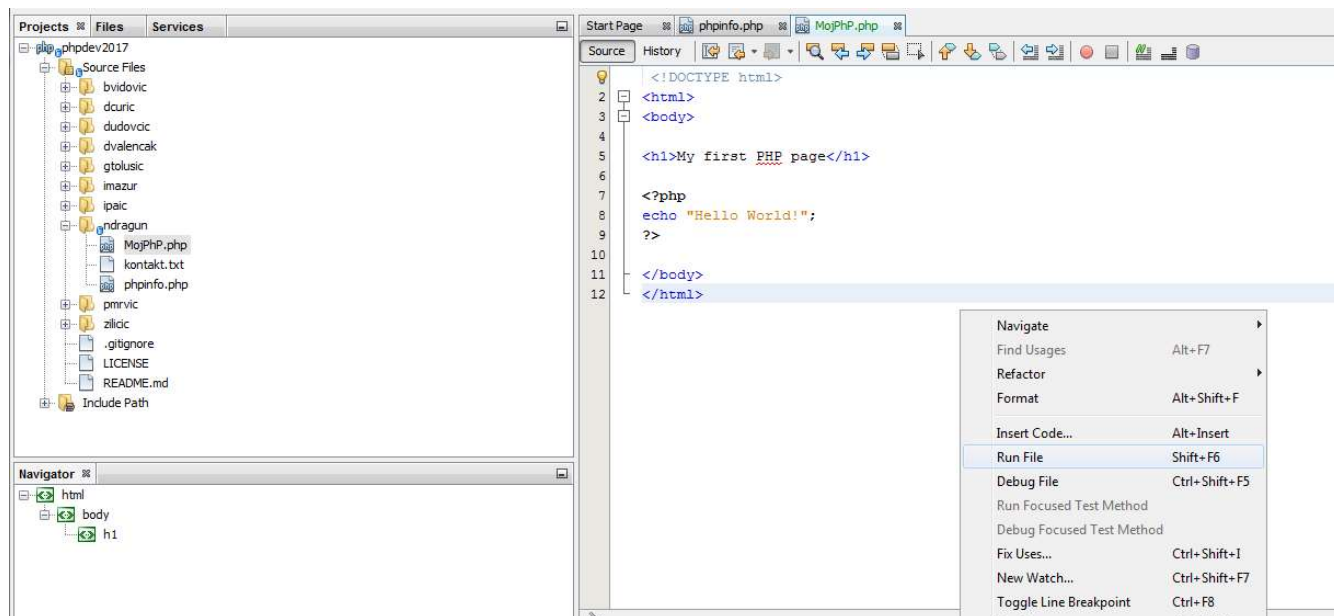 Projects Files Services
phpdev2017
Source Files
bvidovic
dcuric
dudovcic
dvalencak
gtolusic
imazur
ipaic
ndragun
MojPhP.php
kontakt.txt
phpinfo.php
pmrvic
zilicic
.gitignore
LICENSE
README.md
Include Path
Navigator
html
body
h1
Start Page phpinfo.php MojPhP.php
Source History
<!DOCTYPE html>
2 <html>
3 <body>
4
5 <h1>My first PHP page</h1>
6
7 <?php
8 echo "Hello World!";
9 ?>
10
11 </body>
12 </html>
Navigate
Find Usages Alt+F7
Refactor
Format Alt+Shift+F
Insert Code... Alt+Insert
Run File Shift+F6
Debug File Ctrl+Shift+F5
Run Focused Test Method
Debug Focused Test Method
Fix Uses... Ctrl+Shift+I
New Watch... Ctrl+Shift+F7
Toggle Line Breakpoint Ctrl+F8